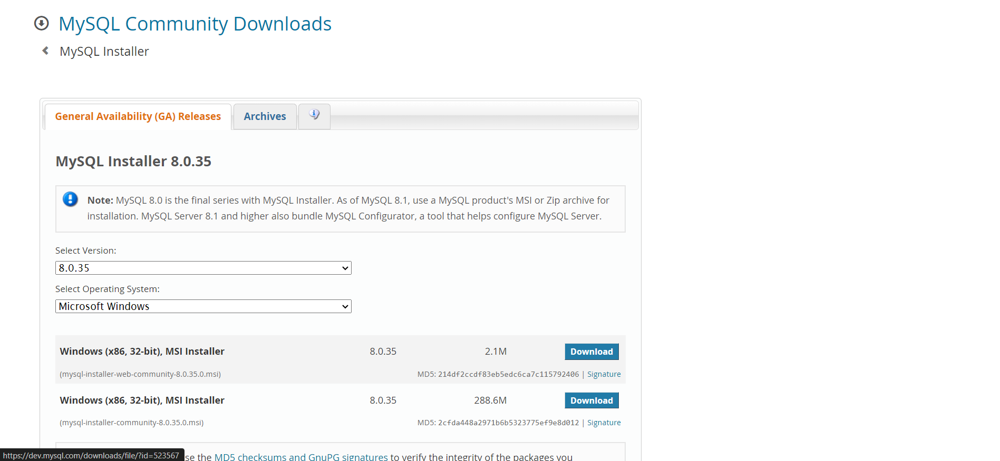 MySQL Community Downloads
MySQL Installer
General Availability (GA) Releases
Archives
MySQL Installer 8.0.35
Note: MySQL 8.0 is the final series with MySQL Installer. As of MySQL 8.1, use a MySQL product's MSI or Zip archive for
installation. MySQL Server 8.1 and higher also bundle MySQL Configurator, a tool that helps configure MySQL Server.
Select Version:
8.0.35
Select Operating System:
Microsoft Windows
Windows (x86, 32-bit), MSI Installer 8.0.35 2.1M Download
(mysql-installer-web-community-8.0.35.0.msi) MD5: 214df2ccdf83eb5edc6ca7c115792406 | Signature
Windows (x86, 32-bit), MSI Installer 8.0.35 288.6M Download
(mysql-installer-community-8.0.35.0.msi) MD5: 2cfda448a2971b6b5323775ef9e8d012 | Signature
https://dev.mysql.com/downloads/file/?id=523567
se the MD5 checksums and GnuPG signatures to verify the integrity of the packages you